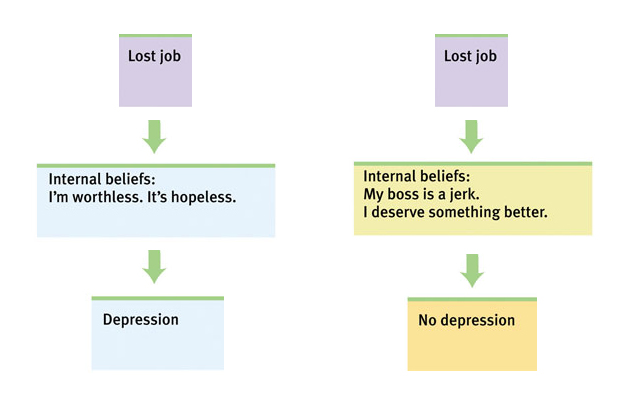 Lost job
Internal beliefs:
I'm worthless. It's hopeless.
Depression
Lost job
Internal beliefs:
My boss is a jerk.
I deserve something better.
No depression